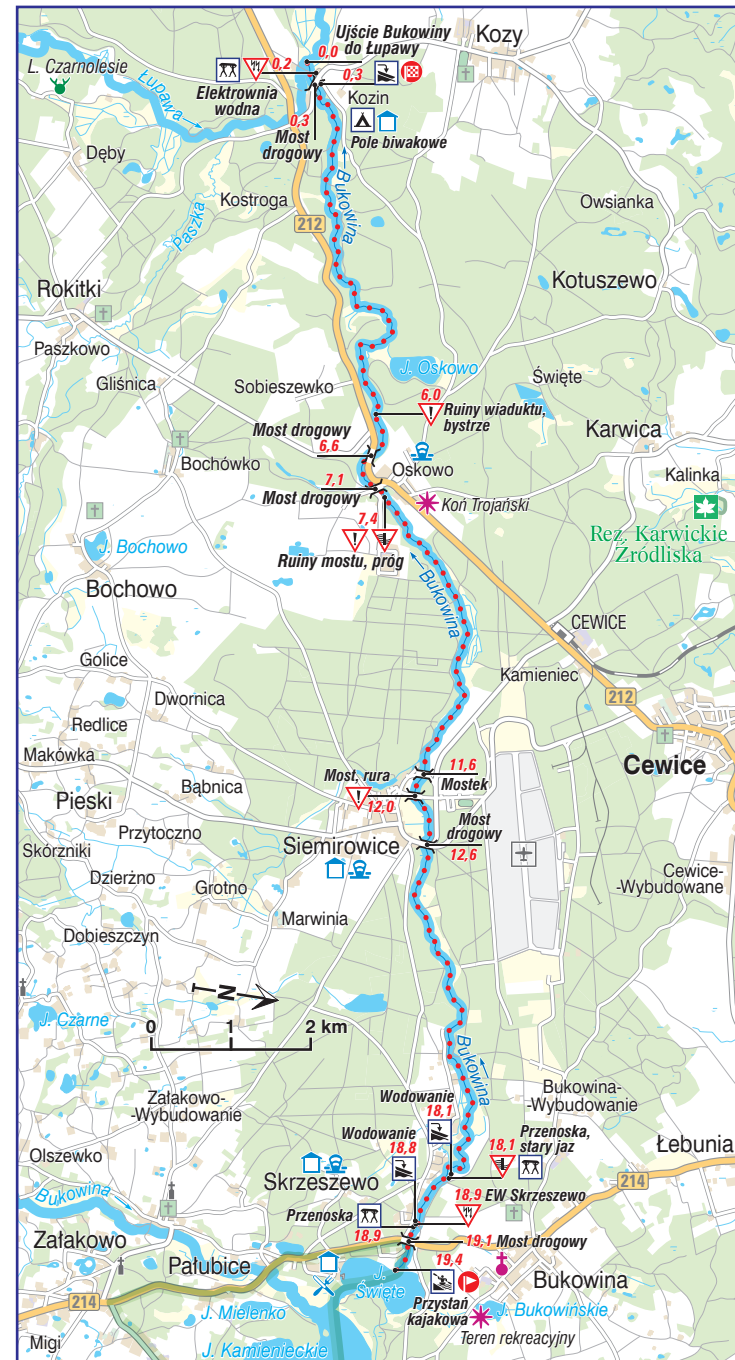 Ujście Bukowiny
do Łupawy
Kozy
0,0
L. Czarnolesie
0,2
0,3
Łupawa
Elektrownia
wodna
Kozin
0,3
Most
drogowy
Pole biwakowe
Dęby
Bukowina
Kostroga
Owsianka
Paszka
212
Rokitki
Kotuszewo
Paszkowo
J. Oskowo
Gliśnica
Sobieszewko
Święte
6,0
Ruiny wiaduktu,
bystrze
Most drogowy
Karwica
6,6
Bochówko
Oskowo
Kalinka
7,1
Most drogowy
Koń Trojański
7,4
Rez. Karwickie
Źródliska
J. Bochowo
Ruiny mostu, próg
Bochowo
Bukowina
CEWICE
Golice
Kamieniec
Dwornica
212
Redlice
Makówka
Cewice
11,6
Most, rura
Mostek
Bąbnica
Pieski
12,0
Most
drogowy
Przytoczno
Siemirowice
12,6
Skórzniki
Dzierżno
Cewice-
-Wybudowane
Grotno
Marwinia
Dobieszczyn
N
J. Czarne
0 1 2 km
Bukowina
Załakowo-
-Wybudowanie
Bukowina-
-Wybudowanie
Wodowanie
18,1
Przenoska,
stary jaz
Wodowanie
18,1
Łebunia
Olszewko
18,8
Skrzeszewo
214
Bukowina
18,9 EW Skrzeszewo
Przenoska
18,9
19,1 Most drogowy
Załakowo
Pałubice
19,4
J.
Święte
Przystań
kajakowa
Bukowina
214
J. Mielenko
J. Bukowińskie
Teren rekreacyjny
Migi
J. Kamienieckie